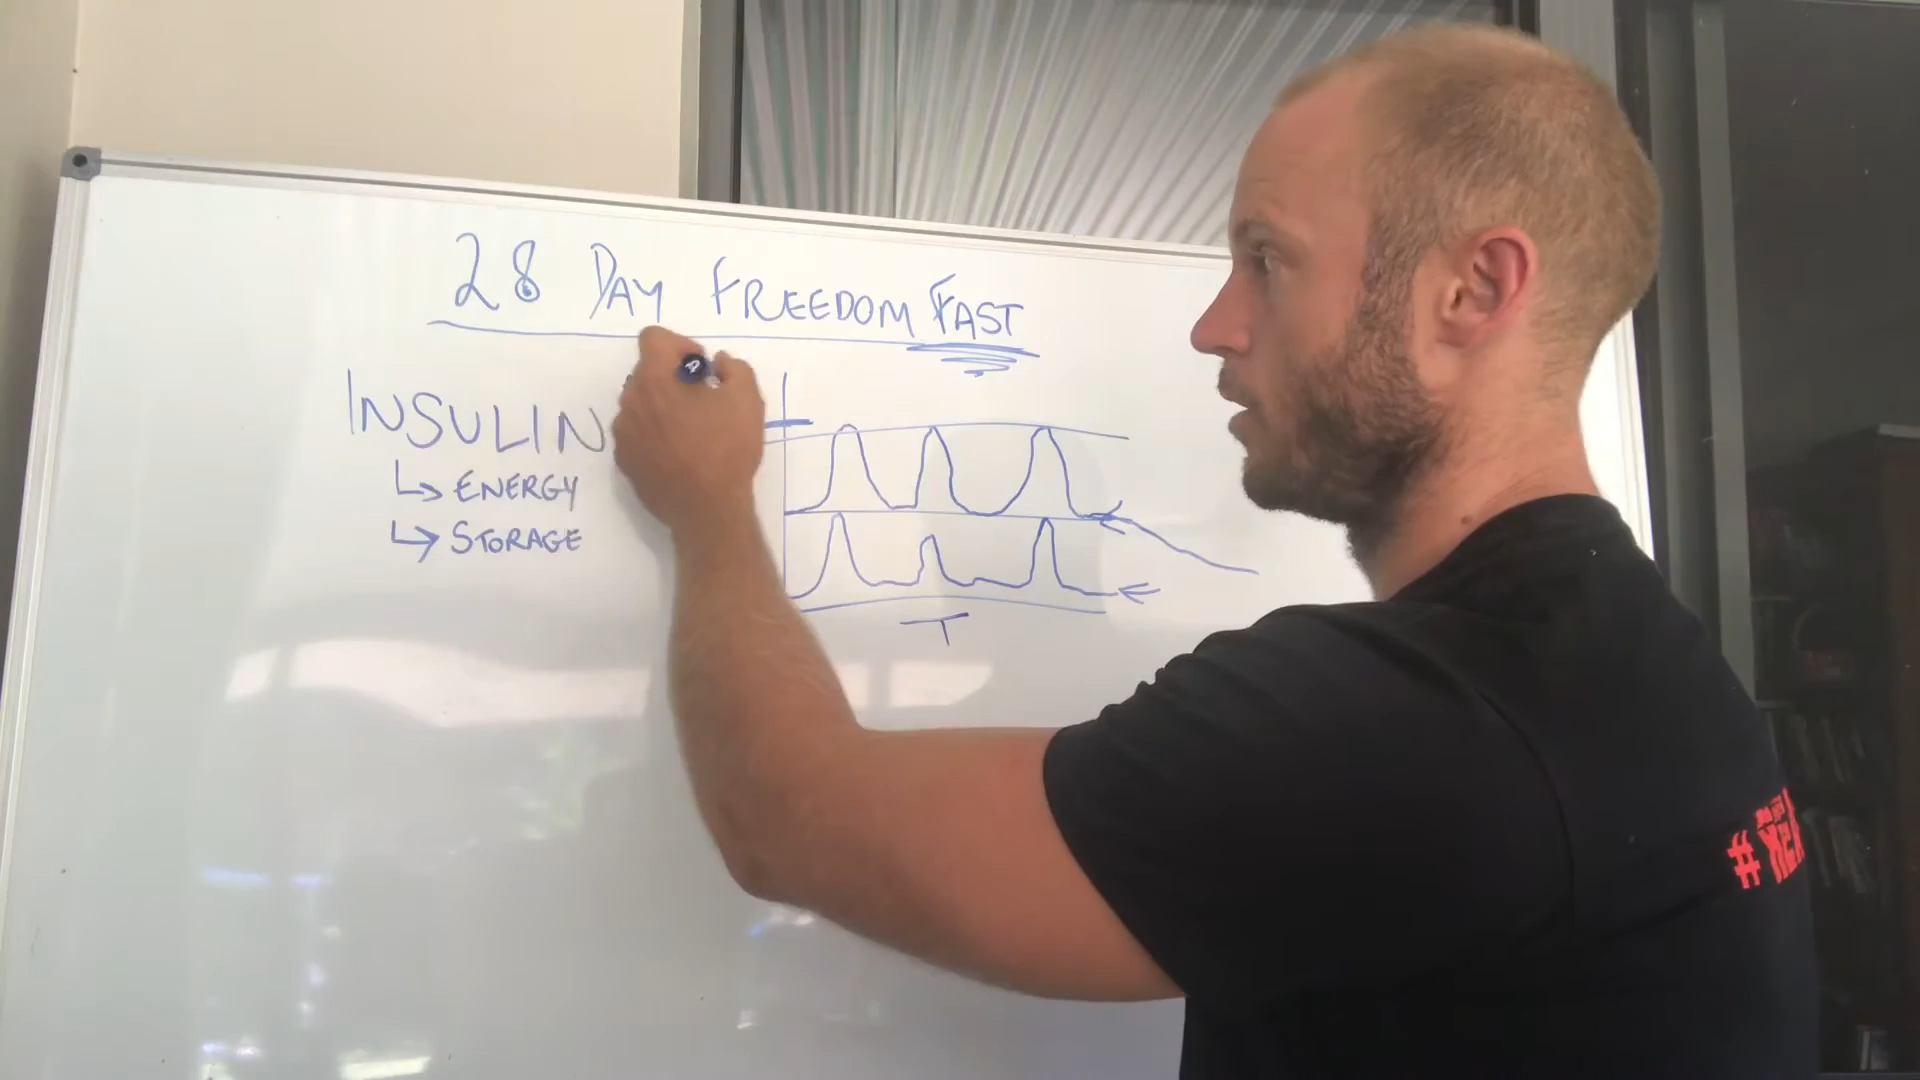 28 DAY FREEDOM FAST
INSULIN
↳ ENERGY
↳ STORAGE
T
#